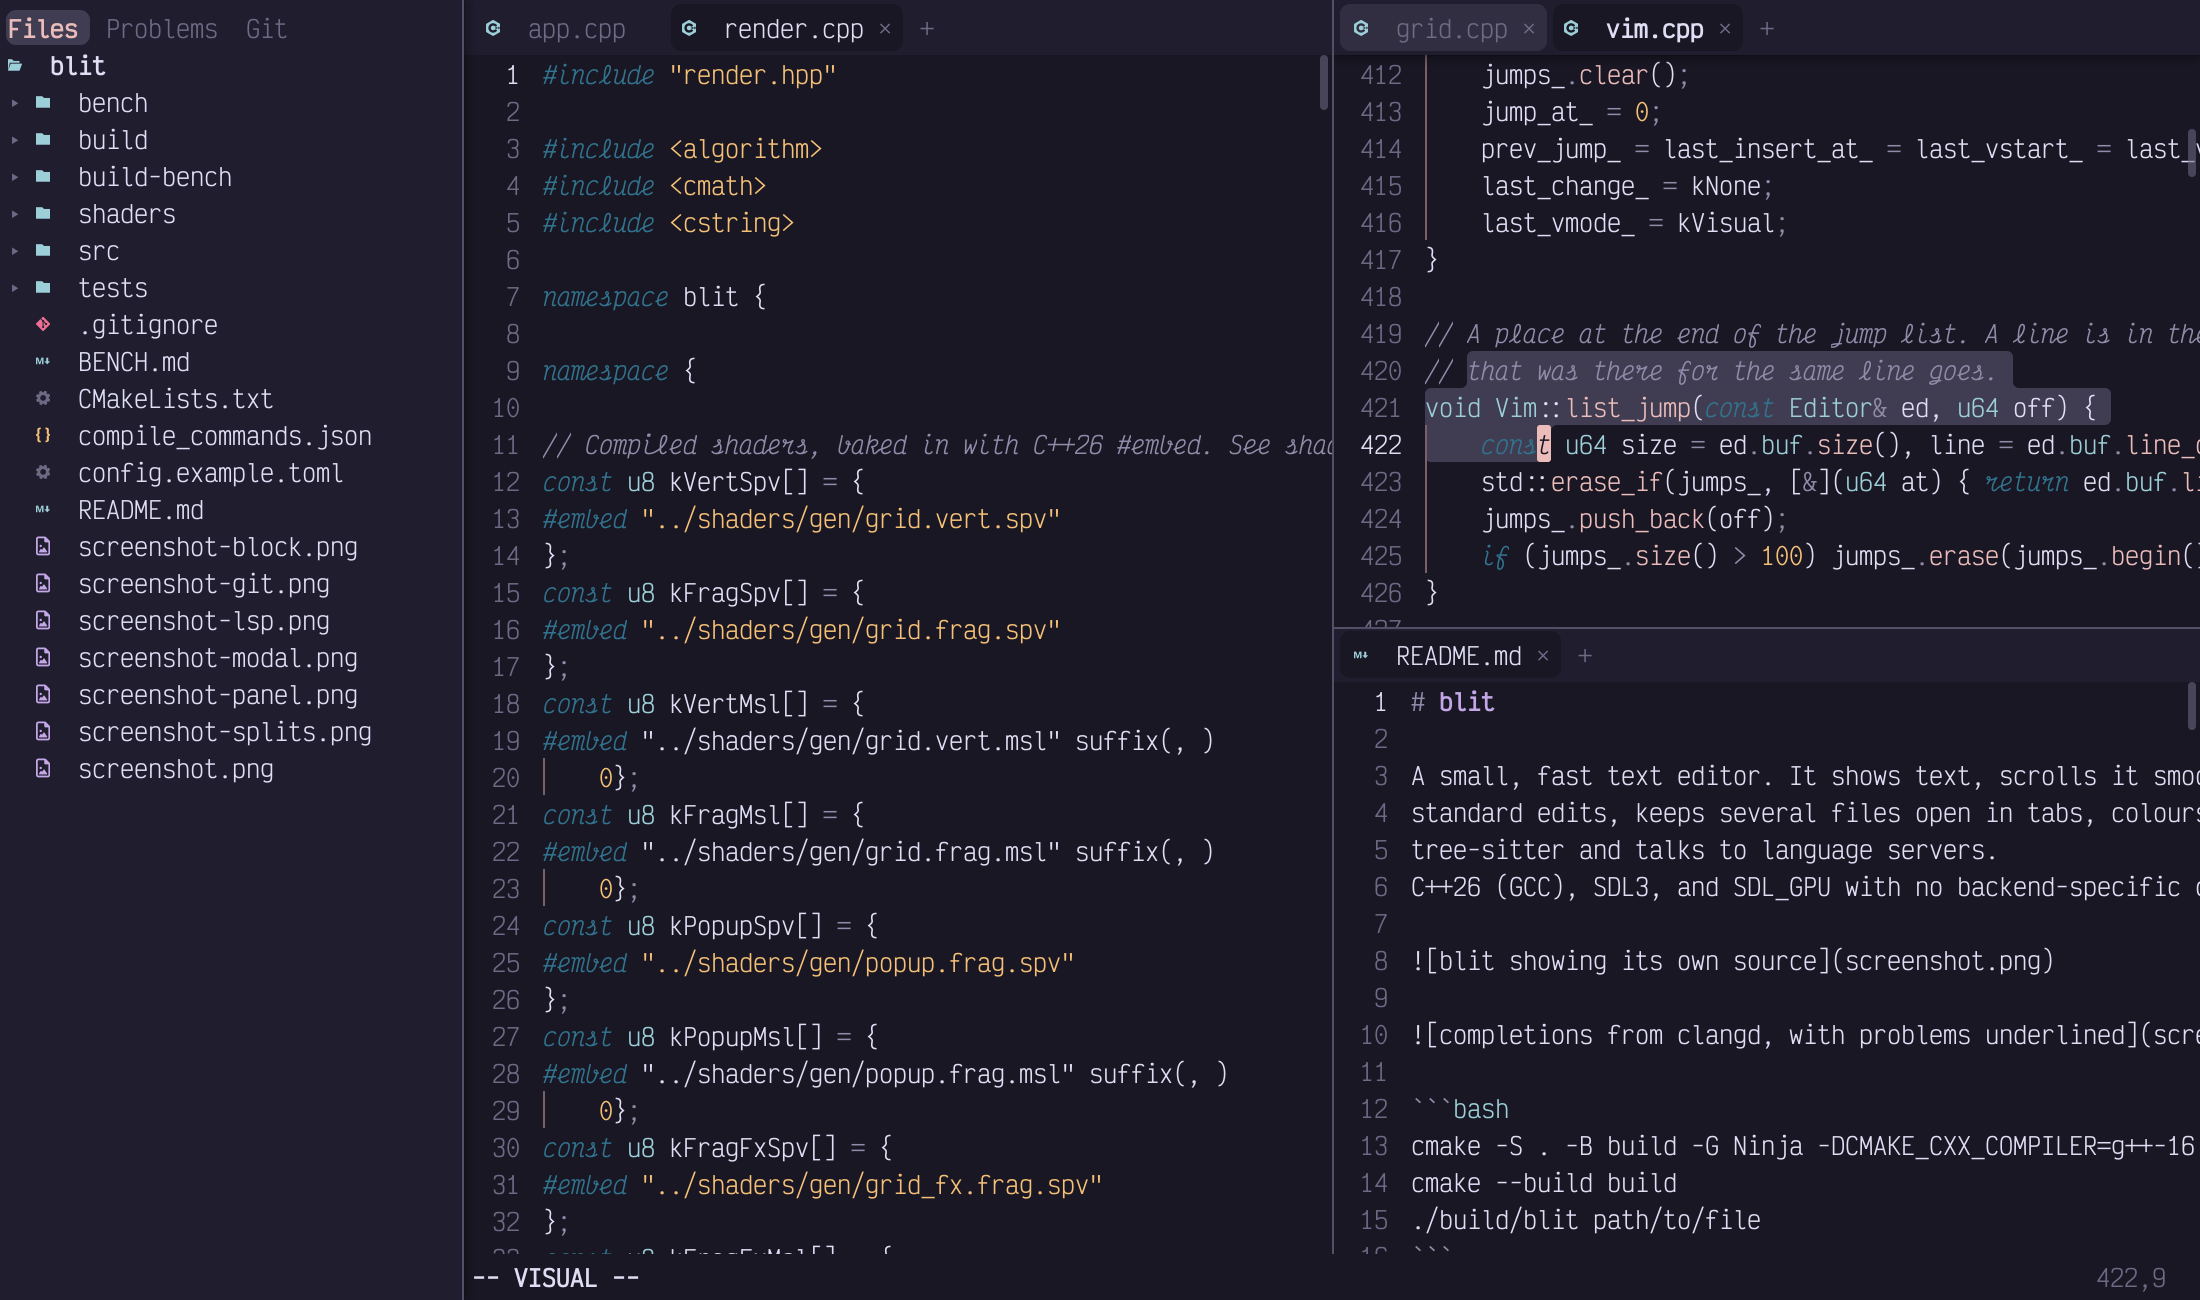 Files Problems Git
blit
bench
build
build-bench
shaders
src
tests
.gitignore
BENCH.md
CMakeLists.txt
compile_commands.json
config.example.toml
README.md
screenshot-block.png
screenshot-git.png
screenshot-lsp.png
screenshot-modal.png
screenshot-panel.png
screenshot-splits.png
screenshot.png
app.cpp render.cpp × +
1 #include "render.hpp"
2
3 #include <algorithm>
4 #include <cmath>
5 #include <cstring>
6
7 namespace blit {
8
9 namespace {
10
11 // Compiled shaders, baked in with C++26 #embed. See shad
12 const u8 kVertSpv[] = {
13 #embed "../shaders/gen/grid.vert.spv"
14 };
15 const u8 kFragSpv[] = {
16 #embed "../shaders/gen/grid.frag.spv"
17 };
18 const u8 kVertMsl[] = {
19 #embed "../shaders/gen/grid.vert.msl" suffix(, )
20     0};
21 const u8 kFragMsl[] = {
22 #embed "../shaders/gen/grid.frag.msl" suffix(, )
23     0};
24 const u8 kPopupSpv[] = {
25 #embed "../shaders/gen/popup.frag.spv"
26 };
27 const u8 kPopupMsl[] = {
28 #embed "../shaders/gen/popup.frag.msl" suffix(, )
29     0};
30 const u8 kFragFxSpv[] = {
31 #embed "../shaders/gen/grid_fx.frag.spv"
32 };
grid.cpp × vim.cpp × +
412     jumps_.clear();
413     jump_at_ = 0;
414     prev_jump_ = last_insert_at_ = last_vstart_ = last_v
415     last_change_ = kNone;
416     last_vmode_ = kVisual;
417 }
418
419 // A place at the end of the jump list. A line is in the
420 // that was there for the same line goes.
421 void Vim::list_jump(const Editor& ed, u64 off) {
422     const u64 size = ed.buf.size(), line = ed.buf.line_
423     std::erase_if(jumps_, [&](u64 at) { return ed.buf.li
424     jumps_.push_back(off);
425     if (jumps_.size() > 100) jumps_.erase(jumps_.begin()
426 }
README.md × +
1 # blit
2
3 A small, fast text editor. It shows text, scrolls it smo
4 standard edits, keeps several files open in tabs, colours
5 tree-sitter and talks to language servers.
6 C++26 (GCC), SDL3, and SDL_GPU with no backend-specific
7
8 ![blit showing its own source](screenshot.png)
9
10 ![completions from clangd, with problems underlined](scre
11
12 ```bash
13 cmake -S . -B build -G Ninja -DCMAKE_CXX_COMPILER=g++-16
14 cmake --build build
15 ./build/blit path/to/file
-- VISUAL --
422,9